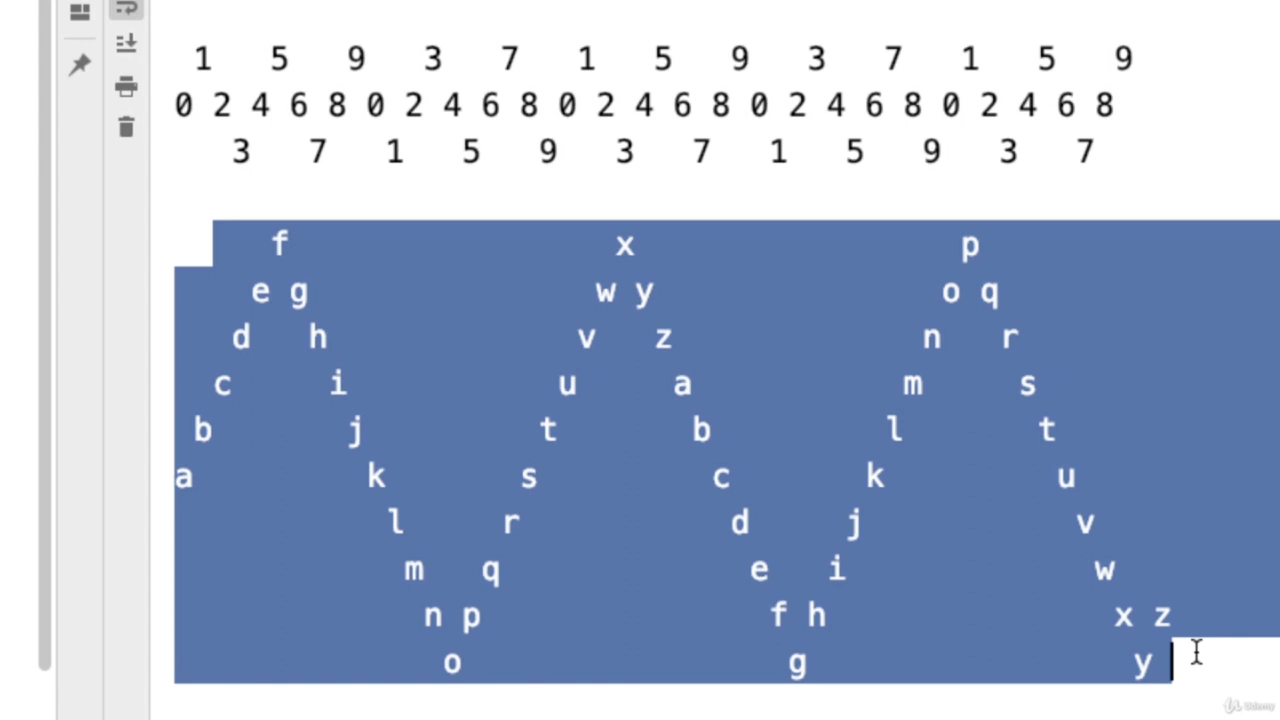 1   5   9   3   7   1   5   9   3   7   1   5   9
0 2 4 6 8 0 2 4 6 8 0 2 4 6 8 0 2 4 6 8 0 2 4 6 8
   3   7   1   5   9   3   7   1   5   9   3   7
     f                 x                 p
    e g               w y               o q
   d   h             v   z             n   r
  c     i           u     a           m     s
 b       j         t       b         l       t
a         k       s         c       k         u
           l     r           d     j           v
            m   q             e   i             w
             n p               f h               x z
              o                 g                 y
Udemy